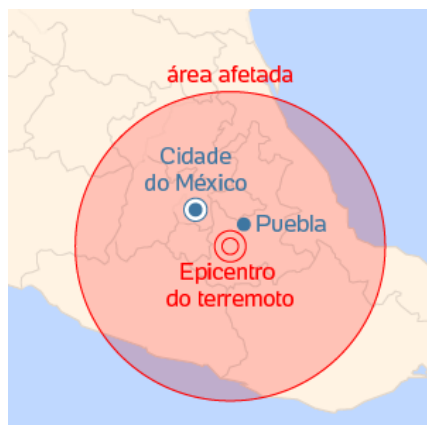 área afetada
Cidade
do México
Puebla
Epicentro
do terremoto